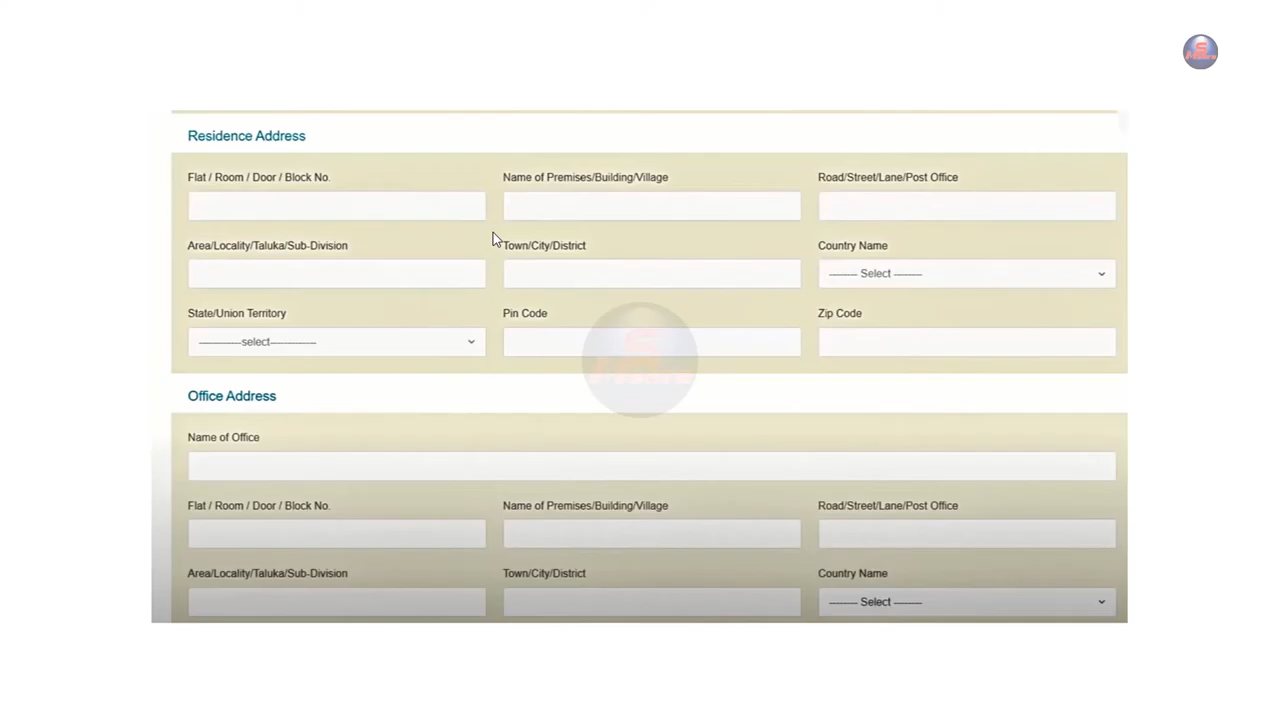 Residence Address
Flat / Room / Door / Block No. Name of Premises/Building/Village Road/Street/Lane/Post Office
Area/Locality/Taluka/Sub-Division Town/City/District Country Name
-------- Select --------
State/Union Territory Pin Code Zip Code
------------select-------------
Office Address
Name of Office
Flat / Room / Door / Block No. Name of Premises/Building/Village Road/Street/Lane/Post Office
Area/Locality/Taluka/Sub-Division Town/City/District Country Name
-------- Select --------